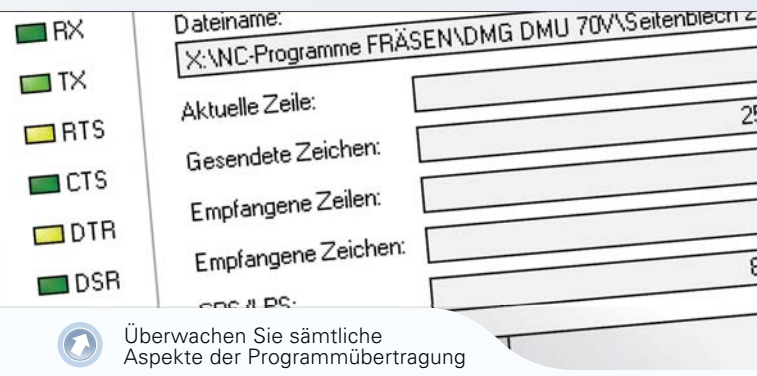 RX
TX
RTS
CTS
DTR
DSR
Dateiname:
X:\NC-Programme FRÄSEN\DMG DMU 70V\Seitenblech
Aktuelle Zeile:
Gesendete Zeichen:
Empfangene Zeilen:
Empfangene Zeichen:
Überwachen Sie sämtliche
Aspekte der Programmübertragung